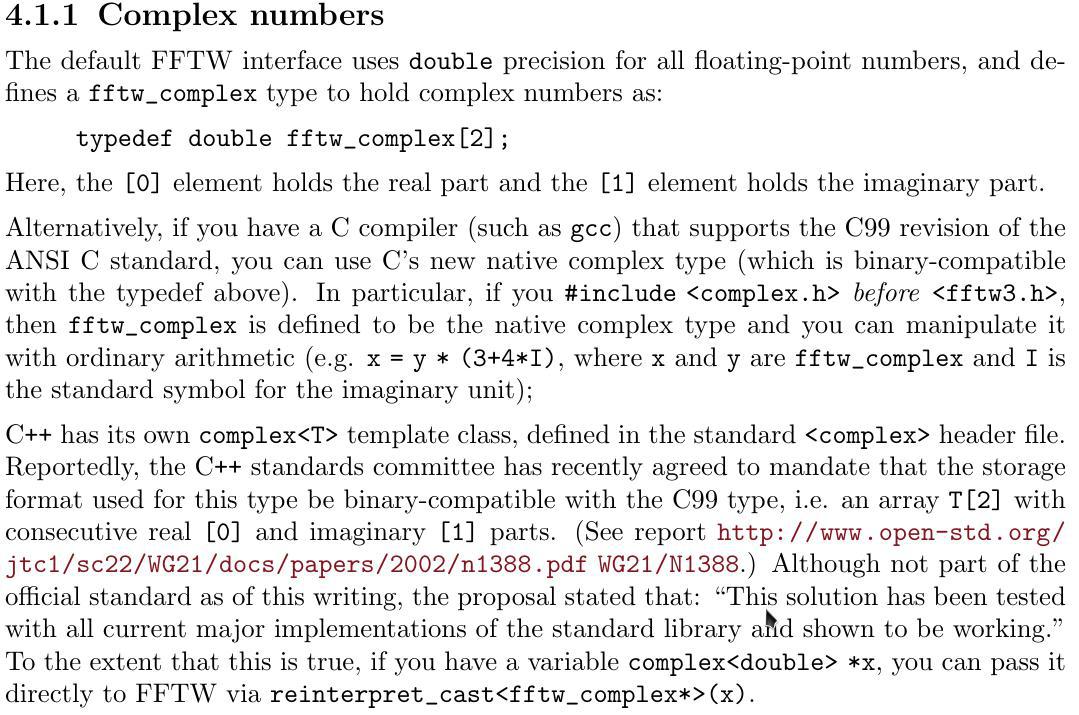 4.1.1 Complex numbers
The default FFTW interface uses double precision for all floating-point numbers, and de-
fines a fftw_complex type to hold complex numbers as:
typedef double fftw_complex[2];
Here, the [0] element holds the real part and the [1] element holds the imaginary part.
Alternatively, if you have a C compiler (such as gcc) that supports the C99 revision of the
ANSI C standard, you can use C's new native complex type (which is binary-compatible
with the typedef above). In particular, if you #include <complex.h> before <fftw3.h>,
then fftw_complex is defined to be the native complex type and you can manipulate it
with ordinary arithmetic (e.g. x = y * (3+4*I), where x and y are fftw_complex and I is
the standard symbol for the imaginary unit);
C++ has its own complex<T> template class, defined in the standard <complex> header file.
Reportedly, the C++ standards committee has recently agreed to mandate that the storage
format used for this type be binary-compatible with the C99 type, i.e. an array T[2] with
consecutive real [0] and imaginary [1] parts. (See report http://www.open-std.org/
jtc1/sc22/WG21/docs/papers/2002/n1388.pdf WG21/N1388.) Although not part of the
official standard as of this writing, the proposal stated that: “This solution has been tested
with all current major implementations of the standard library and shown to be working.”
To the extent that this is true, if you have a variable complex<double> *x, you can pass it
directly to FFTW via reinterpret_cast<fftw_complex*>(x).